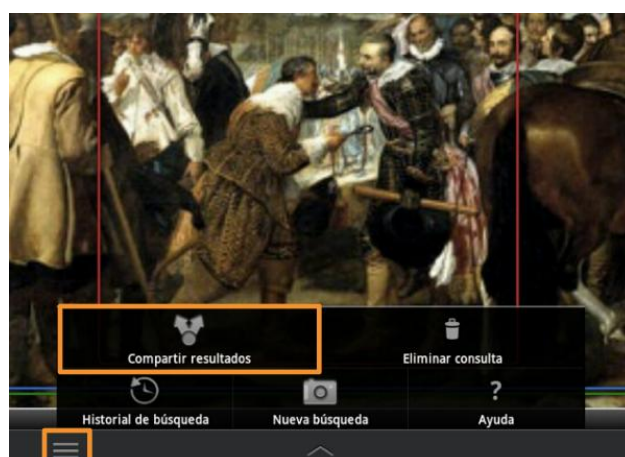 Compartir resultados
Eliminar consulta
Historial de búsqueda
Nueva búsqueda
Ayuda